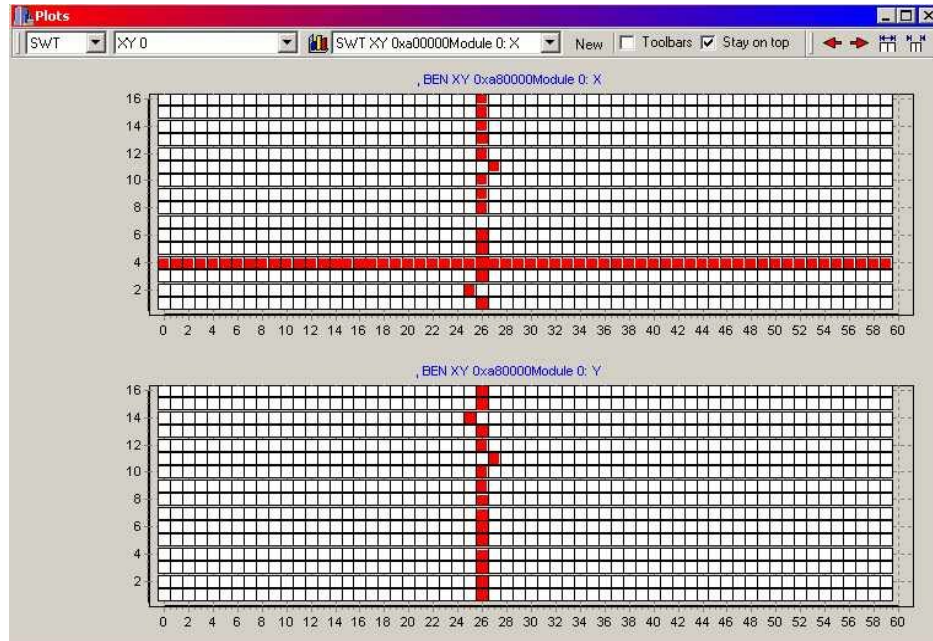 Plots
SWT XY 0 SWT XY 0xa00000Module 0: X New Toolbars Stay on top
, BEN XY 0xa80000Module 0: X
16
14
12
10
8
6
4
2
0 2 4 6 8 10 12 14 16 18 20 22 24 26 28 30 32 34 36 38 40 42 44 46 48 50 52 54 56 58 60
, BEN XY 0xa80000Module 0: Y
16
14
12
10
8
6
4
2
0 2 4 6 8 10 12 14 16 18 20 22 24 26 28 30 32 34 36 38 40 42 44 46 48 50 52 54 56 58 60